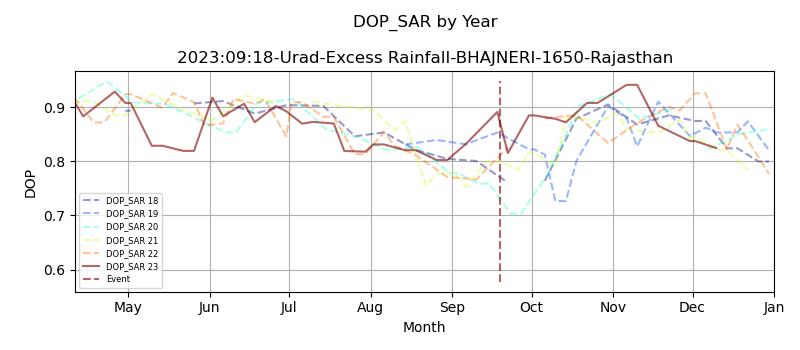 DOP_SAR by Year
2023:09:18-Urad-Excess Rainfall-BHAJNERI-1650-Rajasthan
DOP
0.9
0.8
0.7
0.6
DOP_SAR 18
DOP_SAR 19
DOP_SAR 20
DOP_SAR 21
DOP_SAR 22
DOP_SAR 23
Event
May Jun Jul Aug Sep Oct Nov Dec Jan
Month